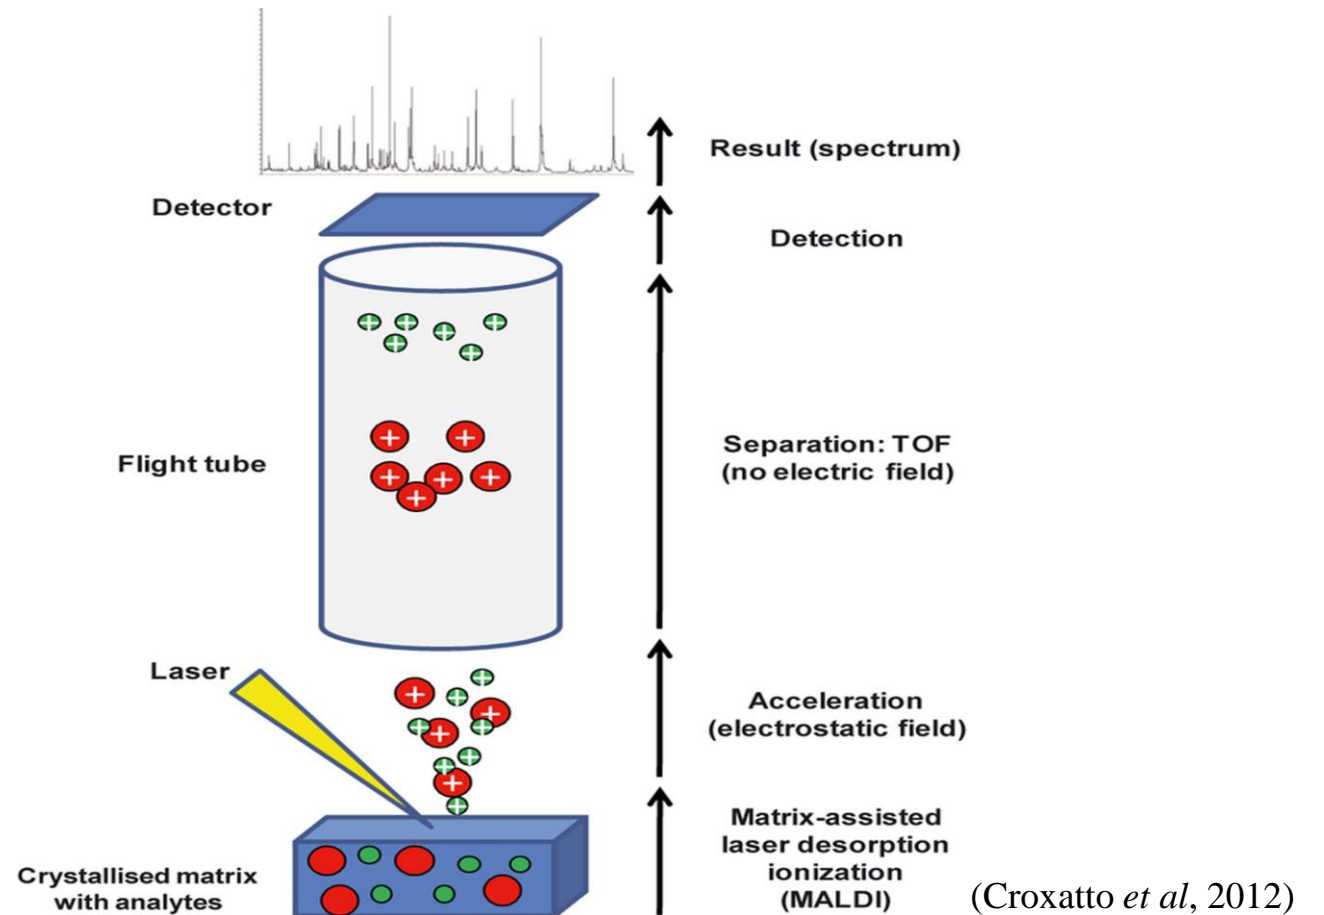 Result (spectrum)
Detector
Detection
Flight tube
Separation: TOF
(no electric field)
Laser
Acceleration
(electrostatic field)
Matrix-assisted
laser desorption
ionization
(MALDI)
Crystallised matrix
with analytes
(Croxatto et al, 2012)